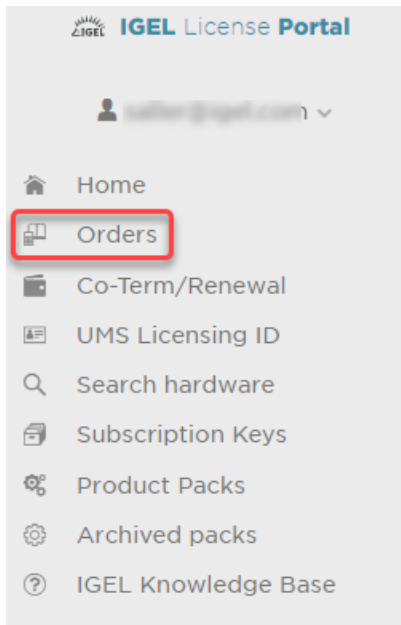 IGEL IGEL License Portal
Home
Orders
Co-Term/Renewal
UMS Licensing ID
Search hardware
Subscription Keys
Product Packs
Archived packs
IGEL Knowledge Base